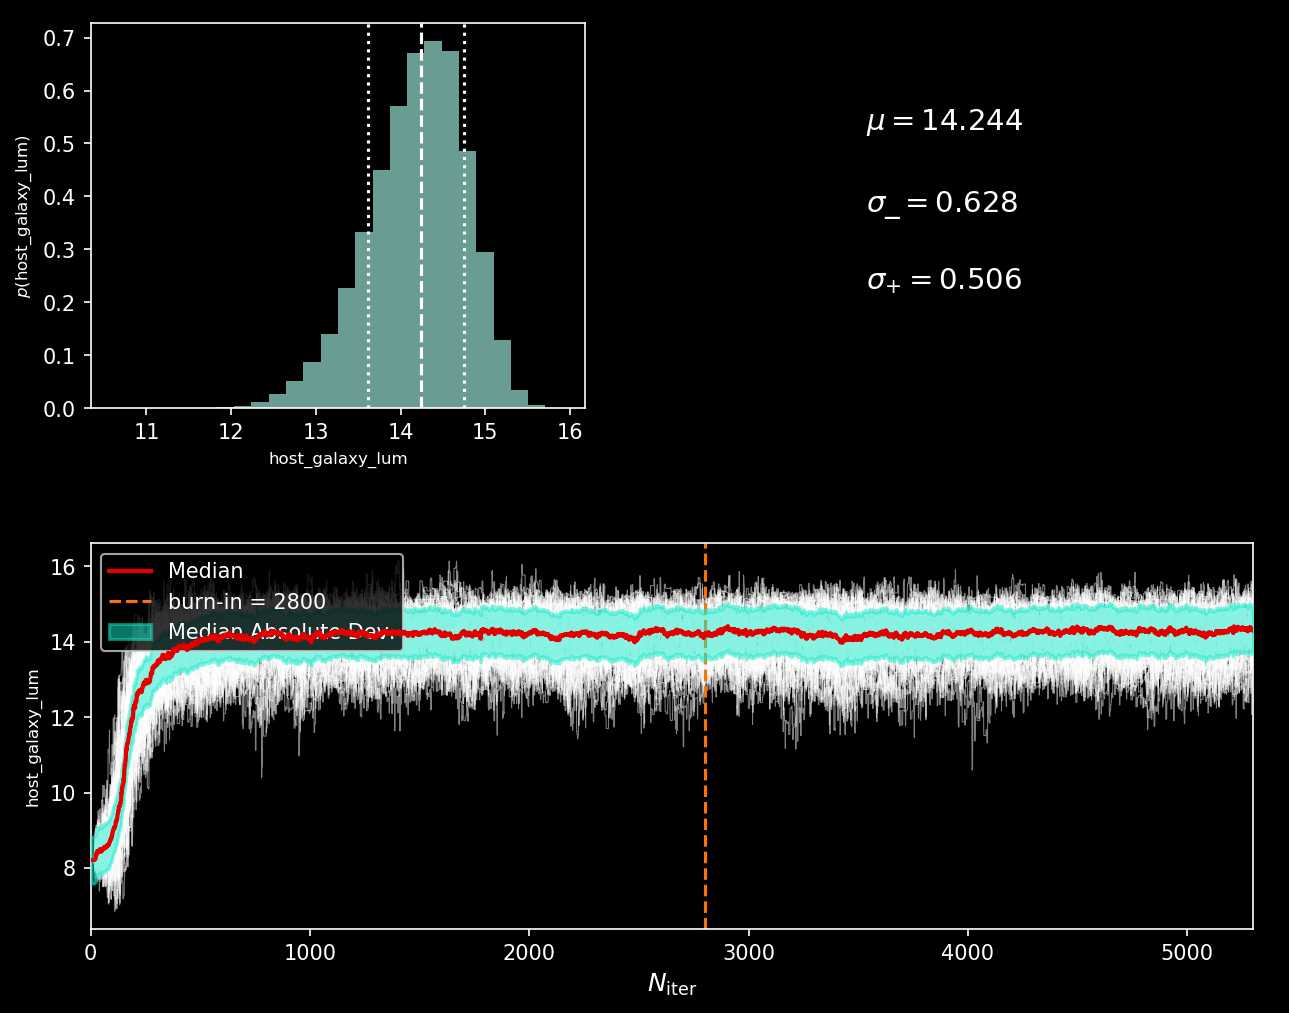 0.7
0.6
0.5
0.4
0.3
0.2
0.1
0.0
p(host_galaxy_lum)
11 12 13 14 15 16
host_galaxy_lum
μ = 14.244
σ_ = 0.628
σ+ = 0.506
Median
burn-in = 2800
Median Absolute Dev.
16
14
12
10
8
host_galaxy_lum
0 1000 2000 3000 4000 5000
Niter